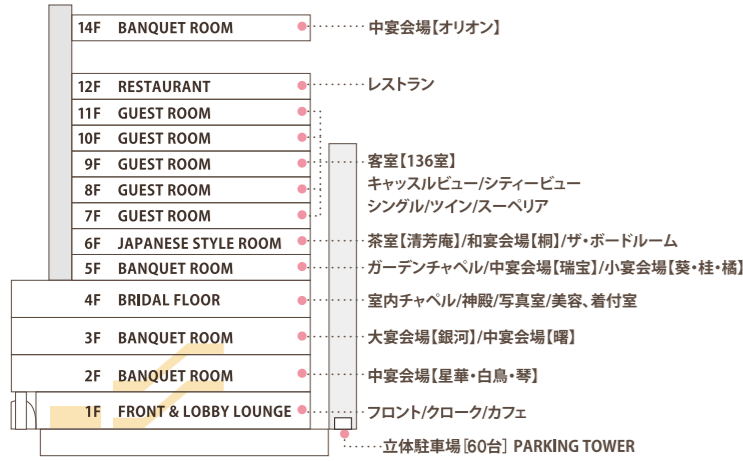 14F BANQUET ROOM 中宴会場【オリオン】
12F RESTAURANT レストラン
11F GUEST ROOM
10F GUEST ROOM
9F GUEST ROOM 客室【136室】
8F GUEST ROOM キャッスルビュー/シティービュー
7F GUEST ROOM シングル/ツイン/スーペリア
6F JAPANESE STYLE ROOM 茶室【清芳庵】/和宴会場【桐】/ザ・ボードルーム
5F BANQUET ROOM ガーデンチャペル/中宴会場【瑞宝】/小宴会場【葵・桂・橘】
4F BRIDAL FLOOR 室内チャペル/神殿/写真室/美容、着付室
3F BANQUET ROOM 大宴会場【銀河】/中宴会場【曙】
2F BANQUET ROOM 中宴会場【星華・白鳥・琴】
1F FRONT & LOBBY LOUNGE フロント/クローク/カフェ
立体駐車場［60台］ PARKING TOWER